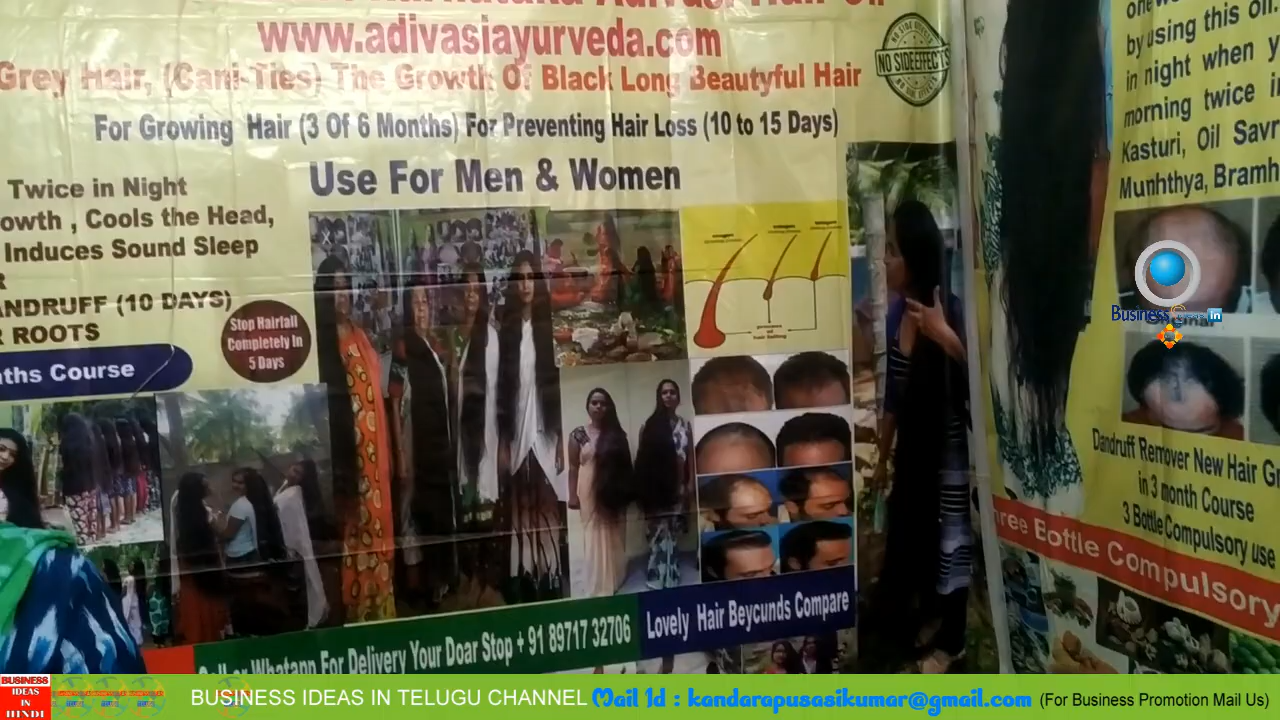 www.adivasiayurveda.com
Grey Hair, (Cani-Ties) The Growth Of Black Long Beautyful Hair
NO SIDEEFFECTS
For Growing Hair (3 Of 6 Months) For Preventing Hair Loss (10 to 15 Days)
Use For Men & Women
Twice in Night
owth , Cools the Head,
Induces Sound Sleep
R
ANDRUFF (10 DAYS)
R ROOTS
Stop Hairfall
Completely In
5 Days
ths Course
Lovely Hair Beycunds Compare
Call or Whatapp For Delivery Your Doar Stop + 91 89717 32706
by using this oil.
in night when y
morning twice i
Kasturi, Oil Savr
Munhthya, Bramh
Business
in
Dandruff Remover New Hair G
in 3 month Course
3 Bottle Compulsory use
hree Bottle Compulsory
BUSINESS
IDEAS
IN
HINDI
BUSINESS IDEAS IN TELUGU CHANNEL Mail Id : kandarapusasikumar@gmail.com (For Business Promotion Mail Us)